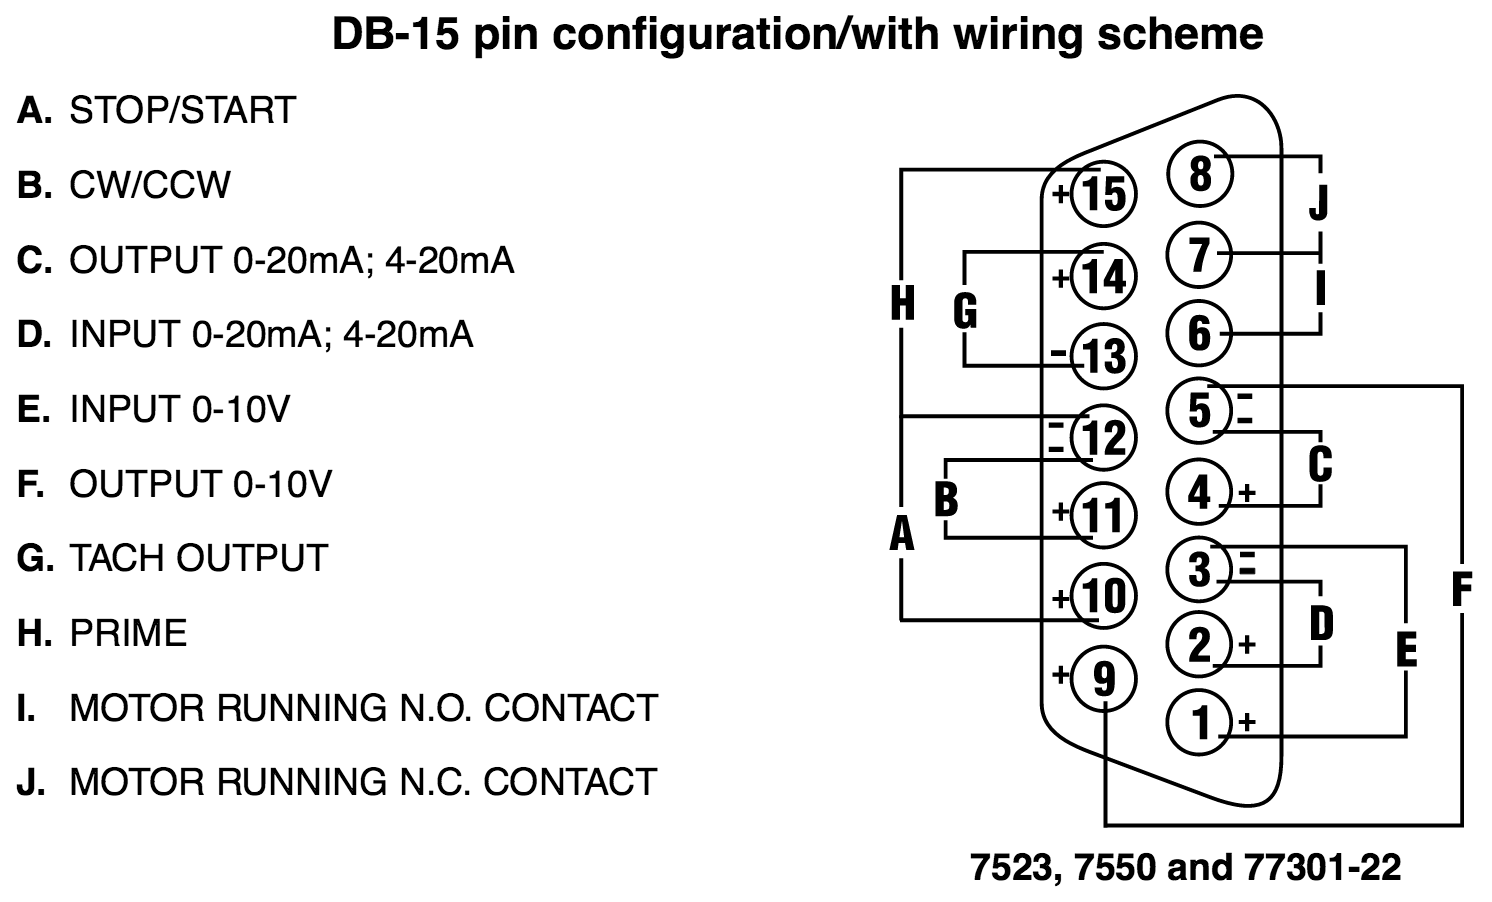 DB-15 pin configuration/with wiring scheme
A. STOP/START
B. CW/CCW
C. OUTPUT 0-20mA; 4-20mA
D. INPUT 0-20mA; 4-20mA
E. INPUT 0-10V
F. OUTPUT 0-10V
G. TACH OUTPUT
H. PRIME
I. MOTOR RUNNING N.O. CONTACT
J. MOTOR RUNNING N.C. CONTACT
8
+ 15
J
7
+ 14
H
G
I
6
- 13
5 -
-
-
- 12
C
4 +
B
+ 11
A
3 -
-
F
+ 10
D
2 +
E
+ 9
1 +
7523, 7550 and 77301-22